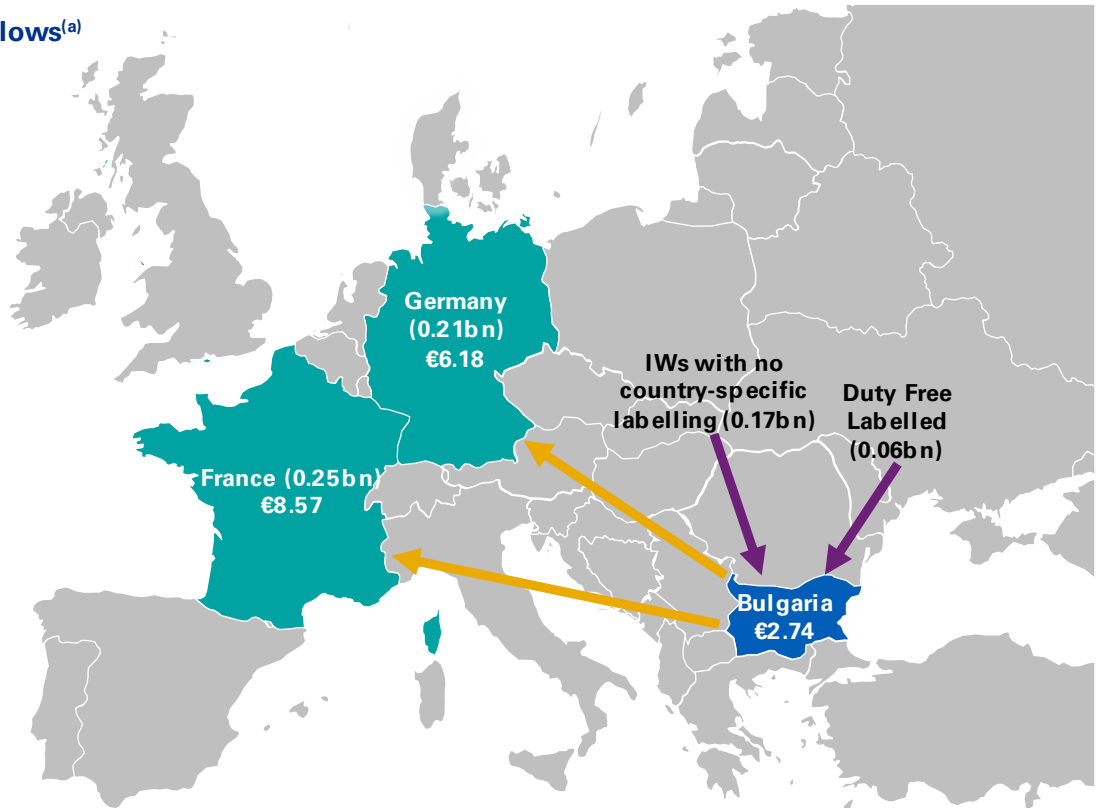 lows(a)
Germany
(0.21bn)
€6.18
IWs with no
country-specific
labelling (0.17bn)
Duty Free
Labelled
(0.06bn)
France (0.25bn)
€8.57
Bulgaria
€2.74